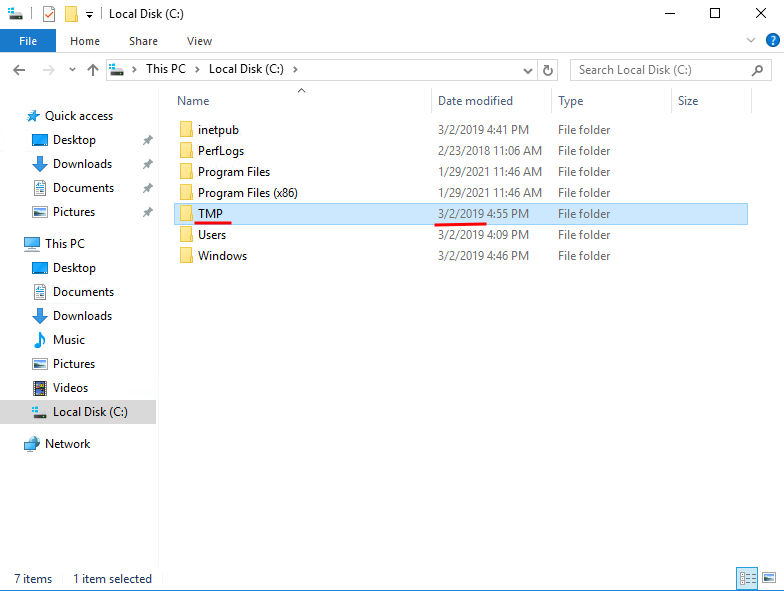 Local Disk (C:)
File Home Share View
This PC Local Disk (C:) Search Local Disk (C:)
Name Date modified Type Size
Quick access
Desktop
Downloads
Documents
Pictures
This PC
Desktop
Documents
Downloads
Music
Pictures
Videos
Local Disk (C:)
Network
inetpub 3/2/2019 4:41 PM File folder
PerfLogs 2/23/2018 11:06 AM File folder
Program Files 1/29/2021 11:46 AM File folder
Program Files (x86) 1/29/2021 11:46 AM File folder
TMP 3/2/2019 4:55 PM File folder
Users 3/2/2019 4:09 PM File folder
Windows 3/2/2019 4:46 PM File folder
7 items 1 item selected